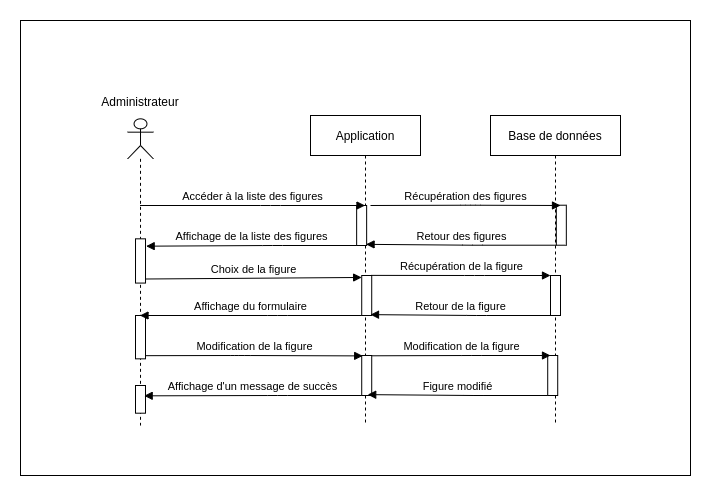 Administrateur
Application
Base de données
Accéder à la liste des figures
Récupération des figures
Affichage de la liste des figures
Retour des figures
Choix de la figure
Récupération de la figure
Affichage du formulaire
Retour de la figure
Modification de la figure
Modification de la figure
Affichage d'un message de succès
Figure modifié